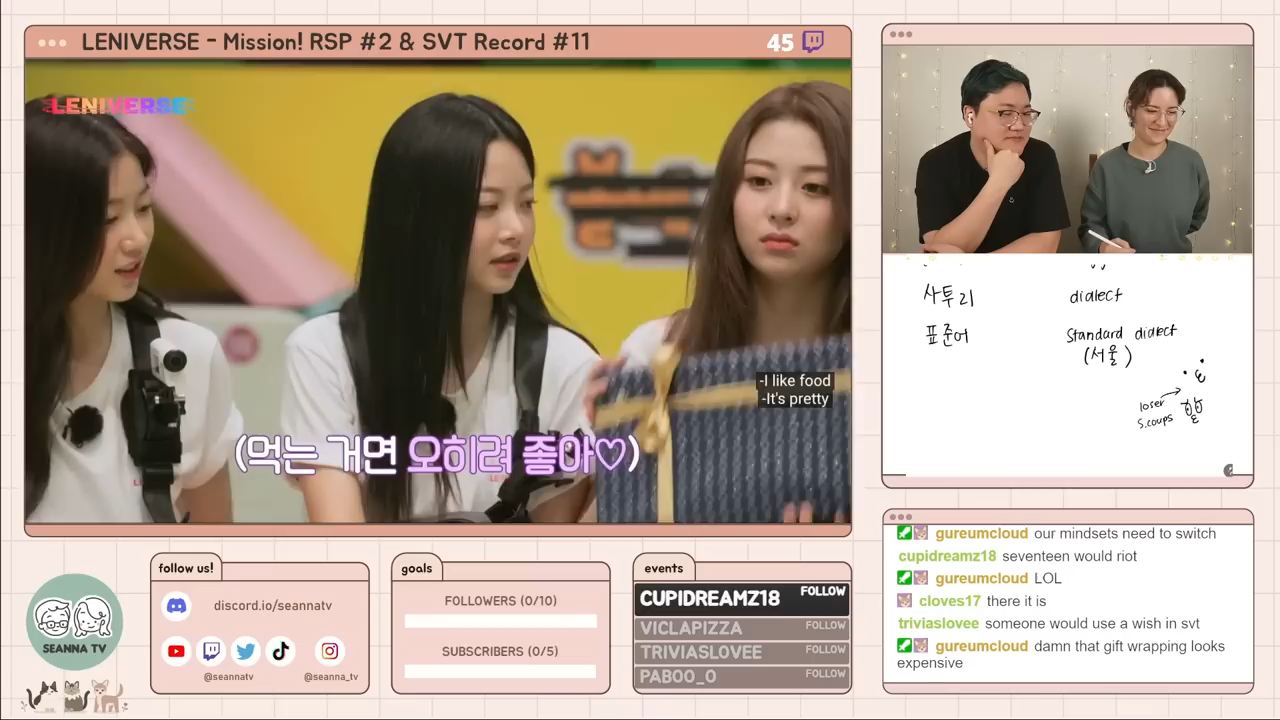 LENIVERSE - Mission! RSP #2 & SVT Record #11
45
LENIVERSE
-I like food
-It's pretty
(먹는 거면 오히려 좋아♡)
사투리 dialect
표준어 Standard dialect
(서울)
loser
s.coups
gureumcloud our mindsets need to switch
cupidreamz18 seventeen would riot
gureumcloud LOL
cloves17 there it is
triviaslovee someone would use a wish in svt
gureumcloud damn that gift wrapping looks
expensive
SEANNA TV
follow us!
discord.io/seannatv
@seannatv
@seanna_tv
goals
FOLLOWERS (0/10)
SUBSCRIBERS (0/5)
events
CUPIDREAMZ18 FOLLOW
VICLAPIZZA FOLLOW
TRIVIASLOVEE FOLLOW
PABOO_O FOLLOW